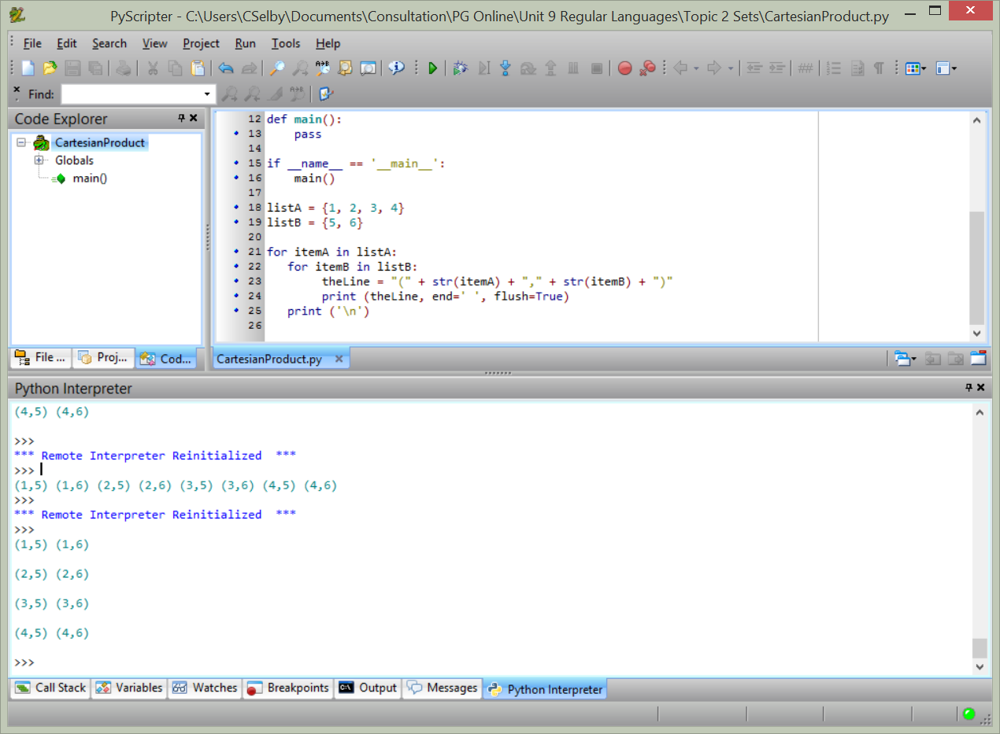 PyScripter - C:\Users\CSelby\Documents\Consultation\PG Online\Unit 9 Regular Languages\Topic 2 Sets\CartesianProduct.py
File Edit Search View Project Run Tools Help
Find:
Code Explorer
CartesianProduct
Globals
main()
File ... Proj... Cod...
12 def main():
13     pass
14
15 if __name__ == '__main__':
16     main()
17
18 listA = {1, 2, 3, 4}
19 listB = {5, 6}
20
21 for itemA in listA:
22    for itemB in listB:
23         theLine = "(" + str(itemA) + "," + str(itemB) + ")"
24         print (theLine, end=' ', flush=True)
25    print ('\n')
26
CartesianProduct.py
Python Interpreter
(4,5) (4,6)
>>>
*** Remote Interpreter Reinitialized  ***
>>>
(1,5) (1,6) (2,5) (2,6) (3,5) (3,6) (4,5) (4,6)
>>>
*** Remote Interpreter Reinitialized  ***
>>>
(1,5) (1,6)
(2,5) (2,6)
(3,5) (3,6)
(4,5) (4,6)
>>>
Call Stack Variables Watches Breakpoints Output Messages Python Interpreter